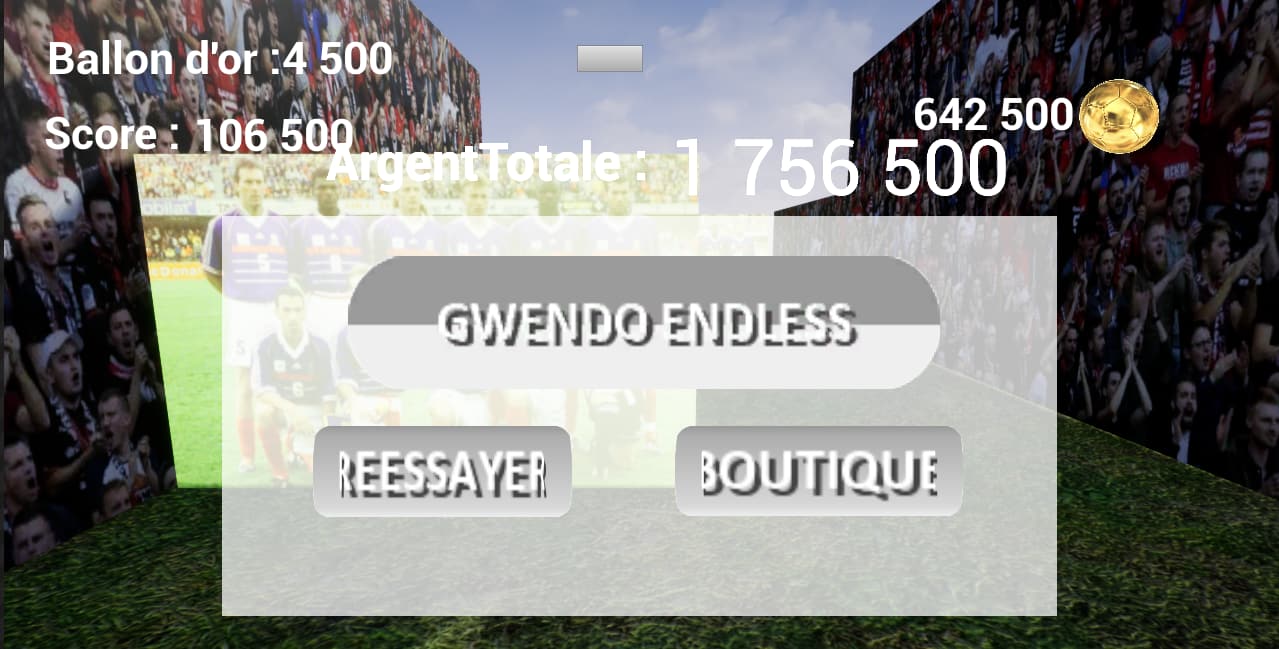 Ballon d'or :4 500
642 500
Score : 106 500
ArgentTotale : 1 756 500
GWENDO ENDLESS
REESSAYER
BOUTIQUE